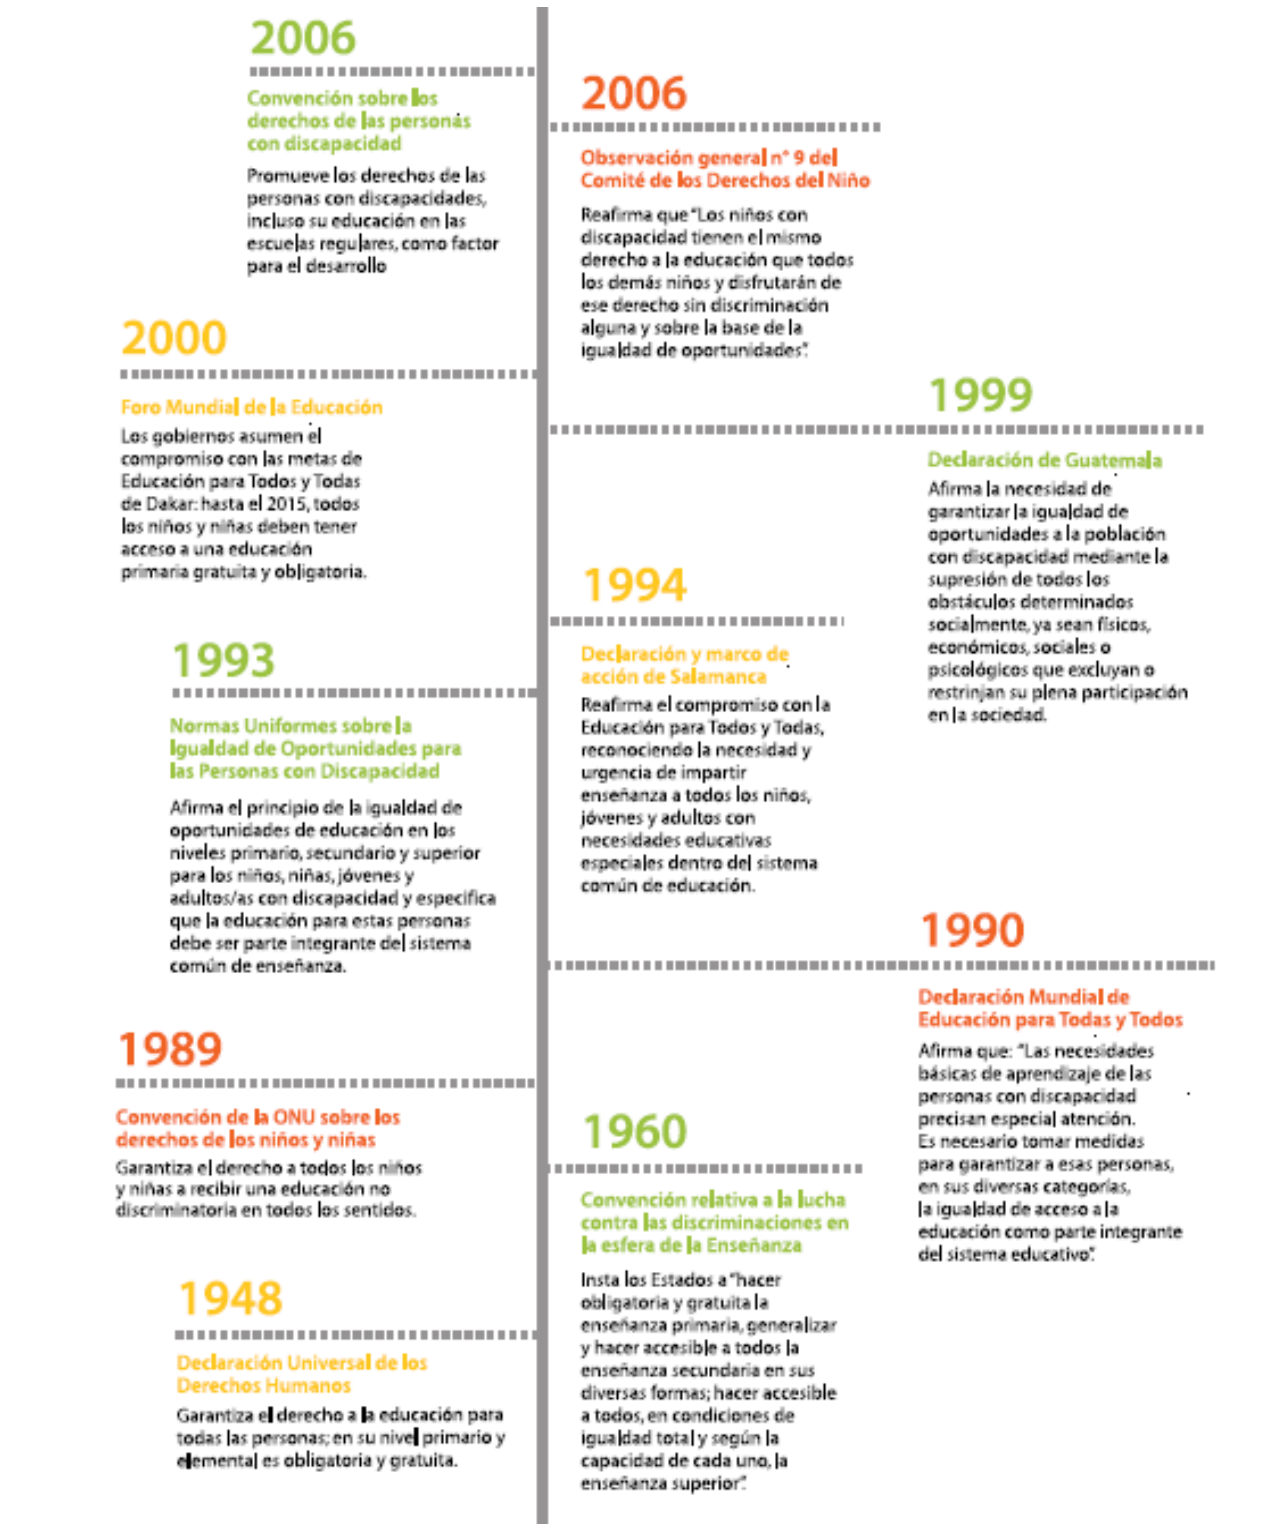 2006
Convención sobre los
derechos de las personas
con discapacidad
Promueve los derechos de las
personas con discapacidades,
incluso su educación en las
escuelas regulares, como factor
para el desarrollo
2006
Observación general n° 9 del
Comité de los Derechos del Niño
Reafirma que "Los niños con
discapacidad tienen el mismo
derecho a la educación que todos
los demás niños y disfrutarán de
ese derecho sin discriminación
alguna y sobre la base de la
igualdad de oportunidades".
2000
Foro Mundial de la Educación
Los gobiernos asumen el
compromiso con las metas de
Educación para Todos y Todas
de Dakar: hasta el 2015, todos
los niños y niñas deben tener
acceso a una educación
primaria gratuita y obligatoria.
1999
Declaración de Guatemala
Afirma la necesidad de
garantizar la igualdad de
oportunidades a la población
con discapacidad mediante la
supresión de todos los
obstáculos determinados
socialmente, ya sean físicos,
económicos, sociales o
psicológicos que excluyan o
restrinjan su plena participación
en la sociedad.
1994
Declaración y marco de
acción de Salamanca
Reafirma el compromiso con la
Educación para Todos y Todas,
reconociendo la necesidad y
urgencia de impartir
enseñanza a todos los niños,
jóvenes y adultos con
necesidades educativas
especiales dentro del sistema
común de educación.
1993
Normas Uniformes sobre la
Igualdad de Oportunidades para
las Personas con Discapacidad
Afirma el principio de la igualdad de
oportunidades de educación en los
niveles primario, secundario y superior
para los niños, niñas, jóvenes y
adultos/as con discapacidad y especifica
que la educación para estas personas
debe ser parte integrante del sistema
común de enseñanza.
1990
Declaración Mundial de
Educación para Todas y Todos
Afirma que: "Las necesidades
básicas de aprendizaje de las
personas con discapacidad
precisan especial atención.
Es necesario tomar medidas
para garantizar a esas personas,
en sus diversas categorías,
la igualdad de acceso a la
educación como parte integrante
del sistema educativo".
1989
Convención de la ONU sobre los
derechos de los niños y niñas
Garantiza el derecho a todos los niños
y niñas a recibir una educación no
discriminatoria en todos los sentidos.
1960
Convención relativa a la lucha
contra las discriminaciones en
la esfera de la Enseñanza
Insta los Estados a "hacer
obligatoria y gratuita la
enseñanza primaria, generalizar
y hacer accesible a todos la
enseñanza secundaria en sus
diversas formas; hacer accesible
a todos, en condiciones de
igualdad total y según la
capacidad de cada uno, la
enseñanza superior".
1948
Declaración Universal de los
Derechos Humanos
Garantiza el derecho a la educación para
todas las personas; en su nivel primario y
elemental es obligatoria y gratuita.